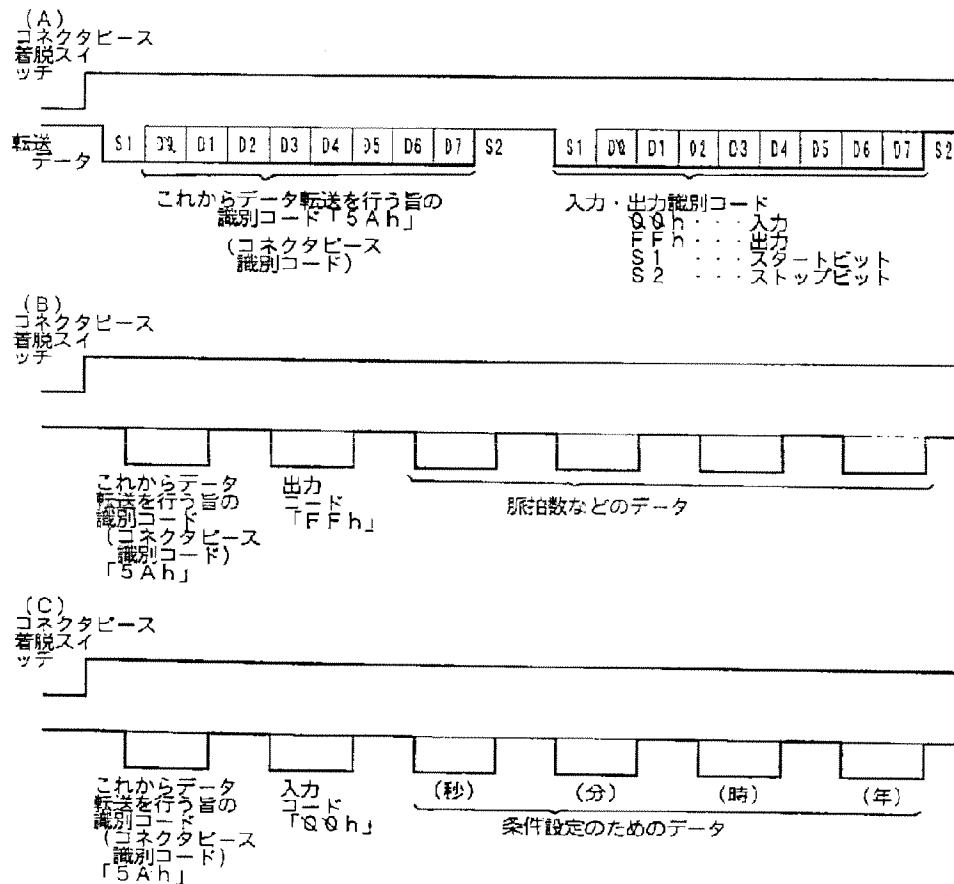 (A)
コネクタピース
着脱スイ
ッチ
転送
データ
S1 D0 D1 D2 D3 D4 D5 D6 D7 S2 S1 D0 D1 D2 D3 D4 D5 D6 D7 S2
これからデータ転送を行う旨の
識別コード「5Ah」
(コネクタピース
識別コード)
入力・出力識別コード
00h・・・入力
FFh・・・出力
S1 ・・・スタートビット
S2 ・・・ストップビット
(B)
コネクタピース
着脱スイ
ッチ
これからデータ
転送を行う旨の
識別コード
(コネクタピース
識別コード)
「5Ah」
出力
コード
「FFh」
脈拍数などのデータ
(C)
コネクタピース
着脱スイ
ッチ
これからデータ
転送を行う旨の
識別コード
(コネクタピース
識別コード)
「5Ah」
入力
コード
「00h」
(秒) (分) (時) (年)
条件設定のためのデータ